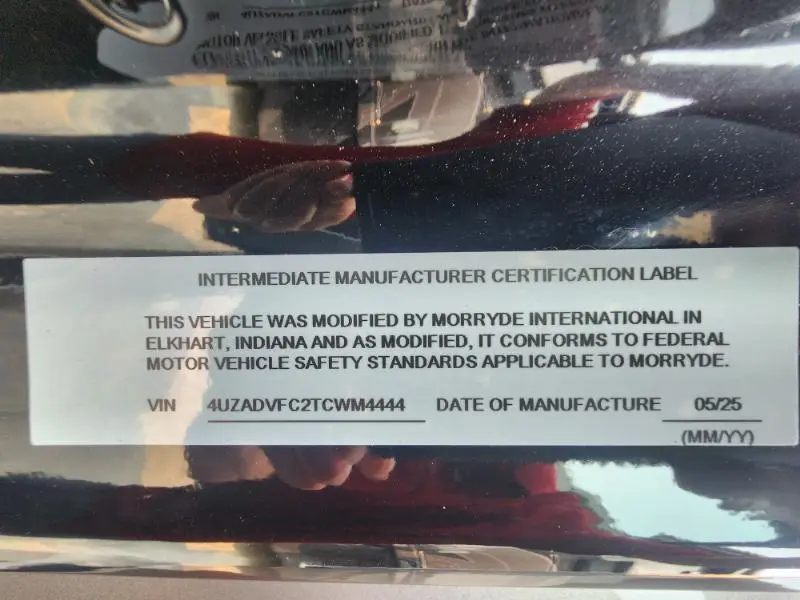 INTERMEDIATE MANUFACTURER CERTIFICATION LABEL
THIS VEHICLE WAS MODIFIED BY MORRYDE INTERNATIONAL IN
ELKHART, INDIANA AND AS MODIFIED, IT CONFORMS TO FEDERAL
MOTOR VEHICLE SAFETY STANDARDS APPLICABLE TO MORRYDE.
VIN 4UZADVFC2TCWM4444 DATE OF MANUFACTURE 05/25
(MM/YY)